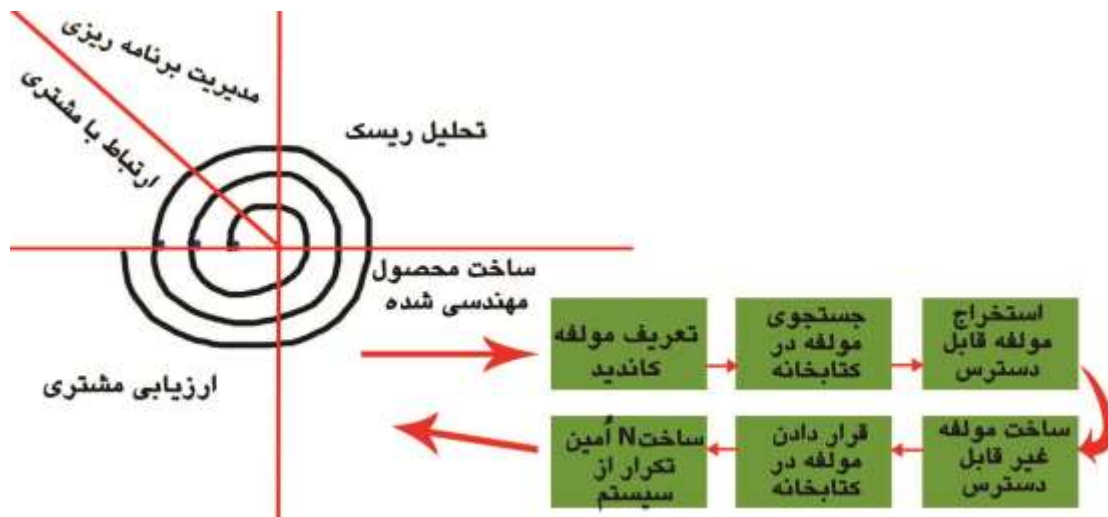 مدیریت برنامه ریزی
ارتباط با مشتری
تحلیل ریسک
ساخت محصول
مهندسی شده
ارزیابی مشتری
تعریف مولفه
کاندید
جستجوی
مولفه در
کتابخانه
استخراج
مولفه قابل
دسترس
ساخت مولفه
غیر قابل
دسترس
قرار دادن
مولفه در
کتابخانه
ساخت N اُمین
تکرار از
سیستم